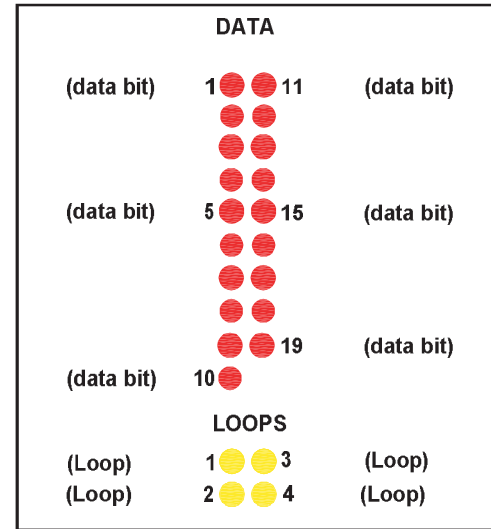 DATA
(data bit) 1 11 (data bit)
(data bit) 5 15 (data bit)
19 (data bit)
(data bit) 10
LOOPS
(Loop) 1 3 (Loop)
(Loop) 2 4 (Loop)